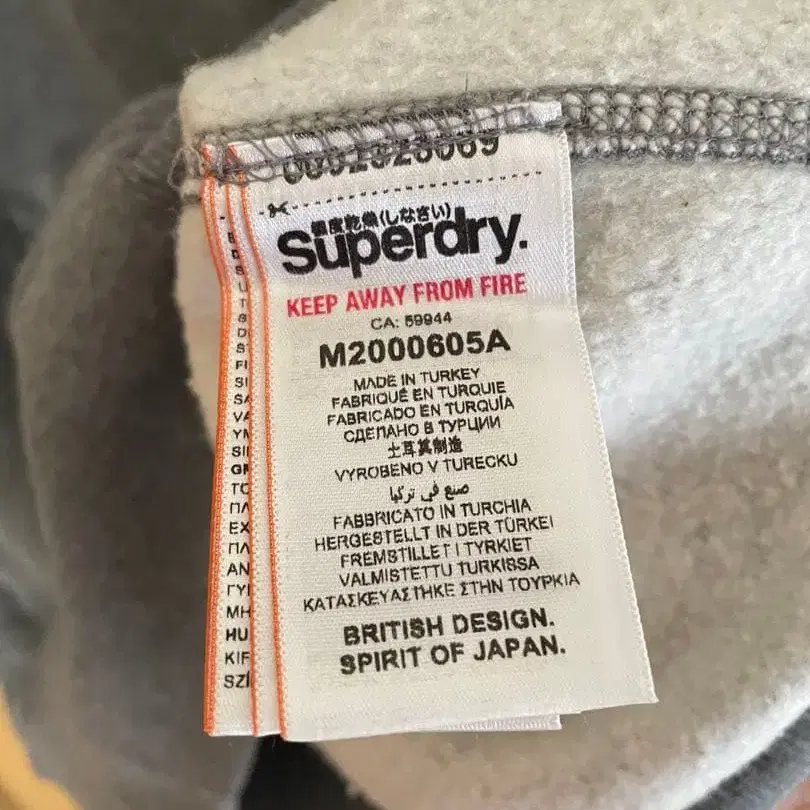 極度乾燥(しなさい)
Superdry.
KEEP AWAY FROM FIRE
CA: 59944
M2000605A
MADE IN TURKEY
FABRIQUÉ EN TURQUIE
FABRICADO EN TURQUÍA
СДЕЛАНО В ТУРЦИИ
土耳其制造
VYROBENO V TURECKU
صنع في تركيا
FABBRICATO IN TURCHIA
HERGESTELLT IN DER TÜRKEI
FREMSTILLET I TYRKIET
VALMISTETTU TURKISSA
ΚΑΤΑΣΚΕΥΑΣΤΗΚΕ ΣΤΗΝ ΤΟΥΡΚΙΑ
BRITISH DESIGN.
SPIRIT OF JAPAN.